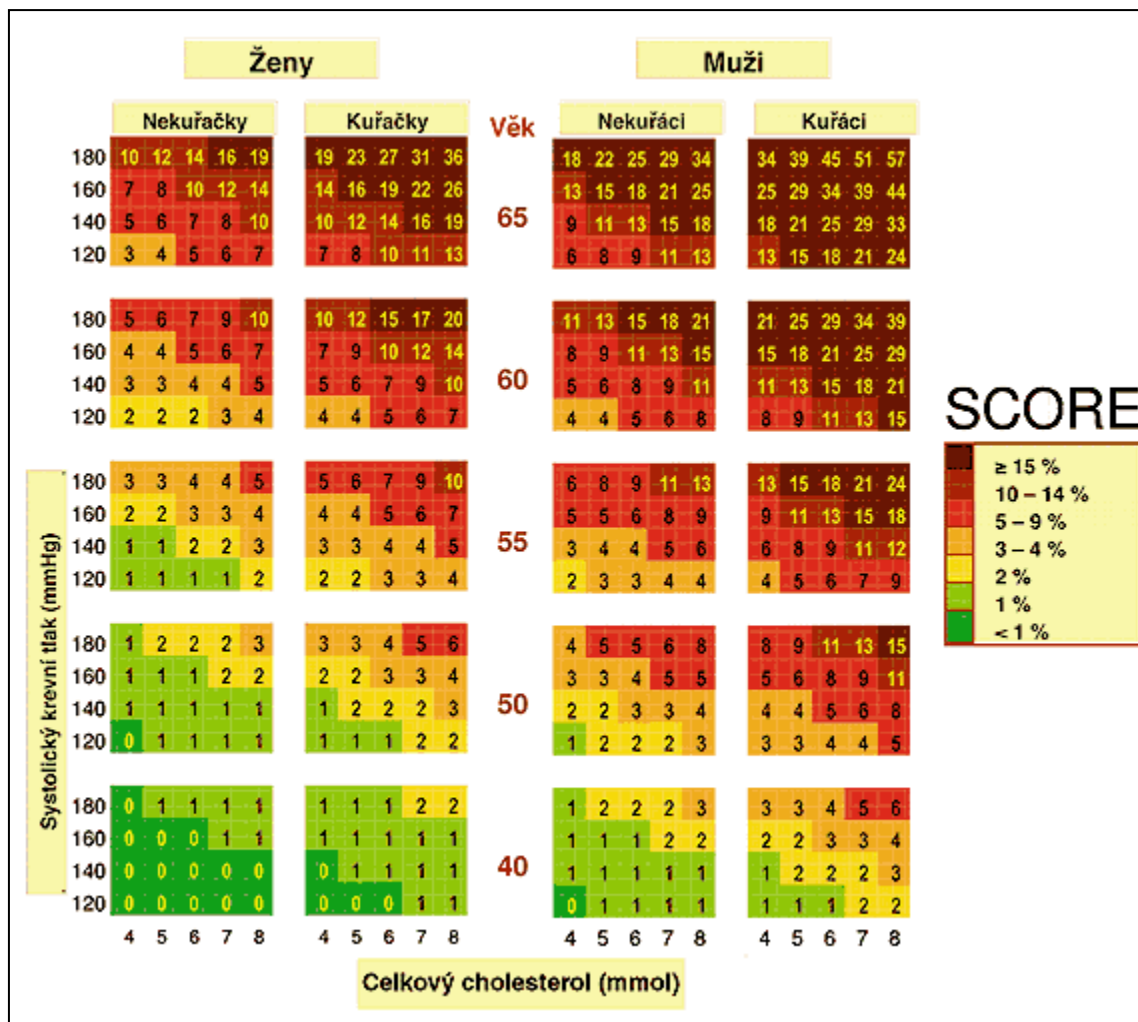 Ženy Muži
Nekuřačky Kuřačky Věk Nekuřáci Kuřáci
180 10 12 14 16 19 19 23 27 31 36 18 22 25 29 34 34 39 45 51 57
160 7 8 10 12 14 14 16 19 22 26 13 15 18 21 25 25 29 34 39 44
65
140 5 6 7 8 10 10 12 14 16 19 9 11 13 15 18 18 21 25 29 33
120 3 4 5 6 7 7 8 10 11 13 6 8 9 11 13 13 15 18 21 24
180 5 6 7 9 10 10 12 15 17 20 11 13 15 18 21 21 25 29 34 39
160 4 4 5 6 7 7 9 10 12 14 8 9 11 13 15 15 18 21 25 29
60
140 3 3 4 4 5 5 6 7 9 10 5 6 8 9 11 11 13 15 18 21
120 2 2 2 3 4 4 4 5 6 7 4 4 5 6 8 8 9 11 13 15
180 3 3 4 4 5 5 6 7 9 10 6 8 9 11 13 13 15 18 21 24
160 2 2 3 3 4 4 4 5 6 7 5 5 6 8 9 9 11 13 15 18
55
140 1 1 2 2 3 3 3 4 4 5 3 4 4 5 6 6 8 9 11 12
120 1 1 1 1 2 2 2 3 3 4 2 3 3 4 4 4 5 6 7 9
180 1 2 2 2 3 3 3 4 5 6 4 5 5 6 8 8 9 11 13 15
160 1 1 1 2 2 2 2 3 3 4 3 3 4 5 5 5 6 8 9 11
50
140 1 1 1 1 1 1 2 2 2 3 2 2 3 3 4 4 4 5 6 8
120 0 1 1 1 1 1 1 1 2 2 1 2 2 2 3 3 3 4 4 5
180 0 1 1 1 1 1 1 1 2 2 1 2 2 2 3 3 3 4 5 6
160 0 0 0 1 1 1 1 1 1 1 1 1 1 2 2 2 2 3 3 4
40
140 0 0 0 0 0 0 1 1 1 1 1 1 1 1 1 1 2 2 2 3
120 0 0 0 0 0 0 0 0 1 1 0 1 1 1 1 1 1 1 2 2
4 5 6 7 8 4 5 6 7 8 4 5 6 7 8 4 5 6 7 8
Systolický krevní tlak (mmHg)
Celkový cholesterol (mmol)
SCORE
≥ 15 %
10 – 14 %
5 – 9 %
3 – 4 %
2 %
1 %
< 1 %